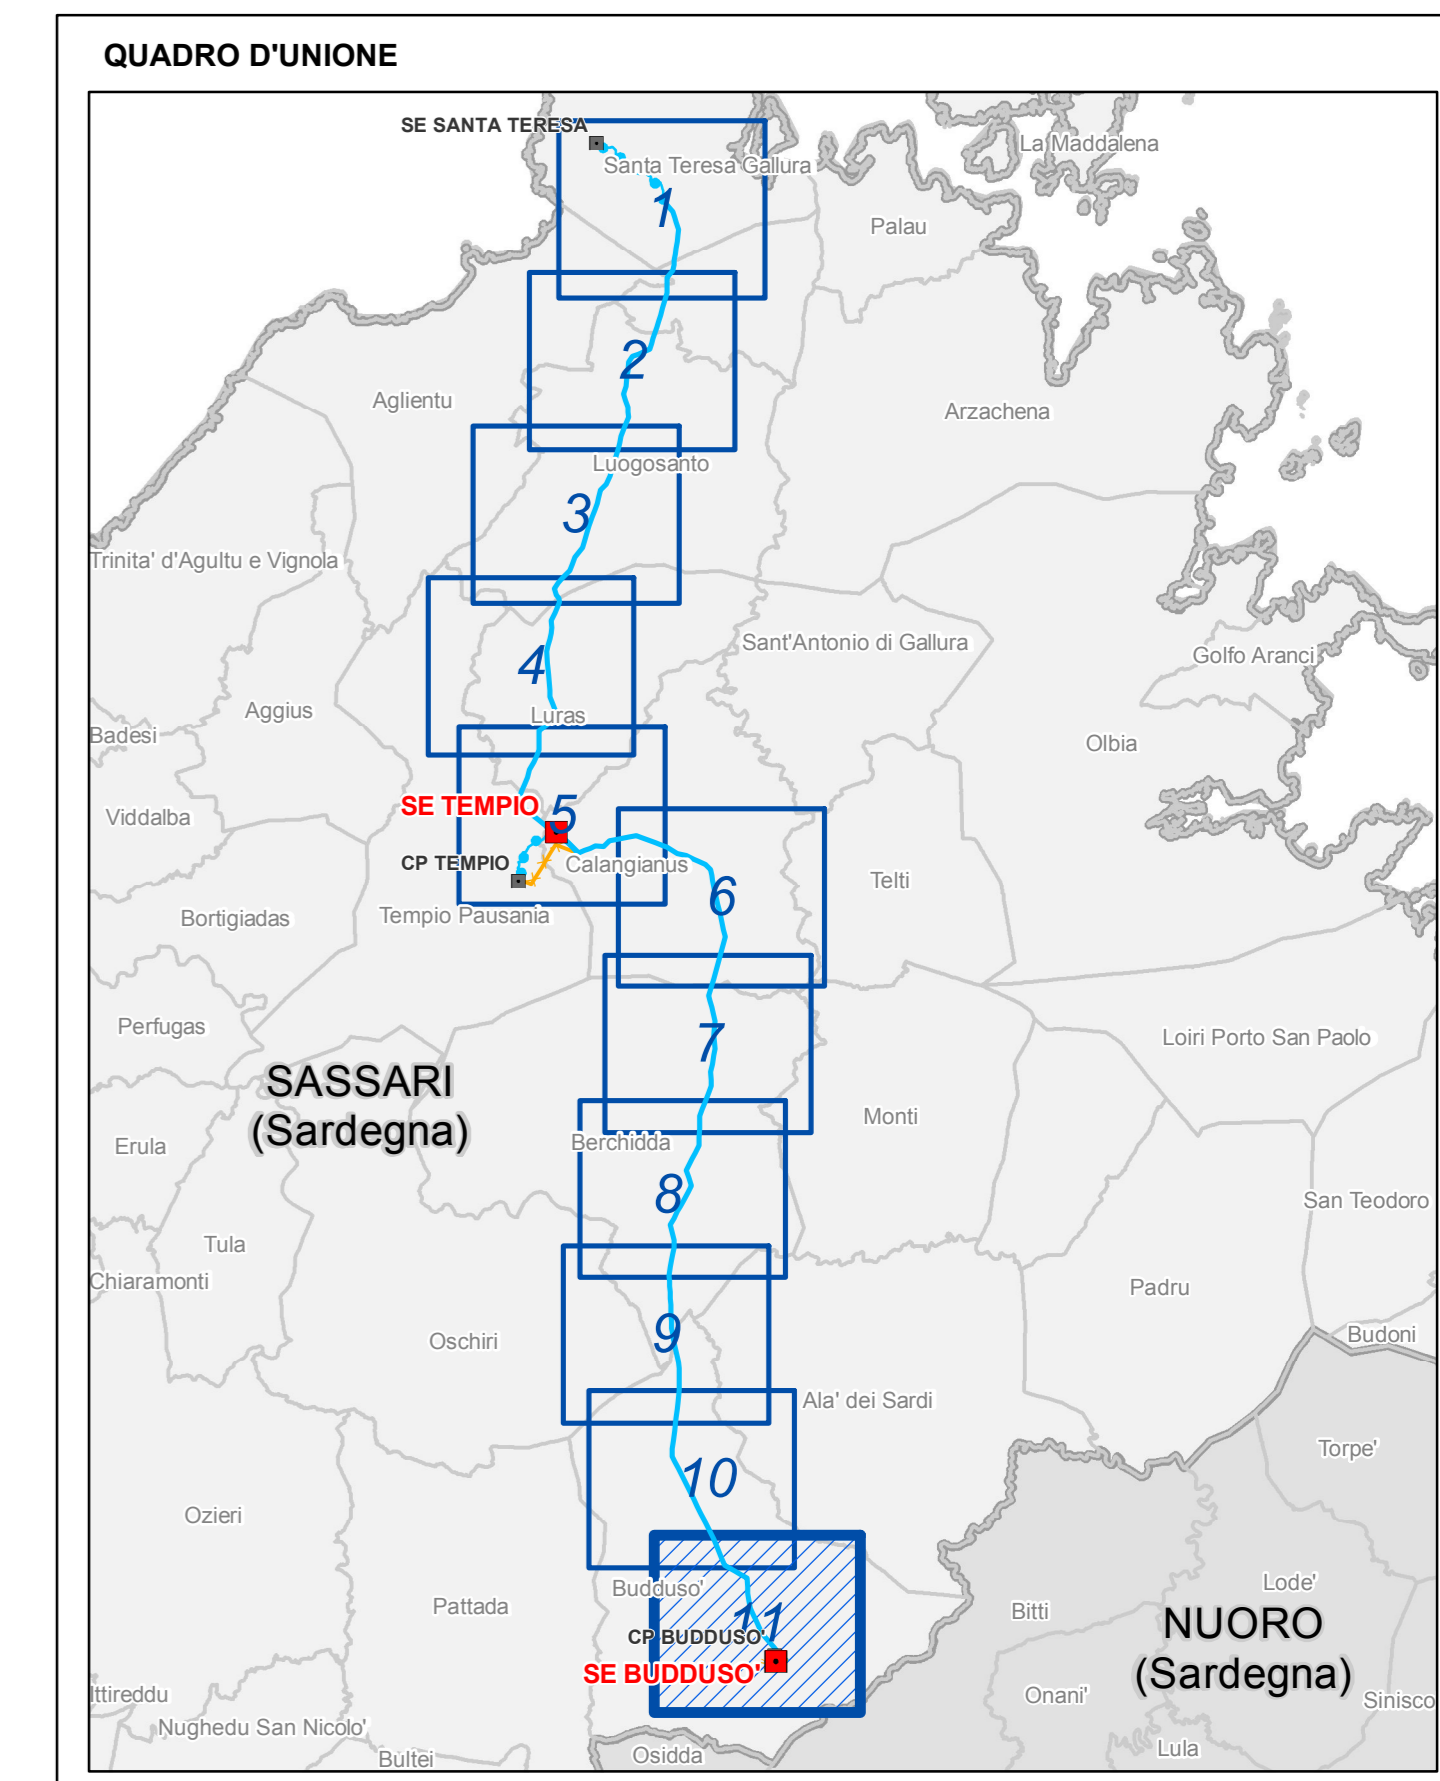 QUADRO D'UNIONE
SE SANTA TERESA
La Maddalena
Santa Teresa Gallura
1
Palau
2
Aglientu
Arzachena
Luogosanto
3
Trinita' d'Agultu e Vignola
Sant'Antonio di Gallura
Golfo Aranci
4
Aggius
Luras
Badesi
Olbia
SE TEMPIO
5
Viddalba
CP TEMPIO
Calangianus
Telti
6
Bortigiadas
Tempio Pausania
Perfugas
7
Loiri Porto San Paolo
SASSARI
(Sardegna)
Monti
Erula
Berchidda
8
San Teodoro
Tula
Chiaramonti
Padru
9
Oschiri
Budoni
Ala' dei Sardi
Torpe'
10
Ozieri
Lode'
Budduso'
Pattada
Bitti
11
NUORO
(Sardegna)
CP BUDDUSO'
SE BUDDUSO'
Ittireddu
Onani'
Sinisco
Nughedu San Nicolo'
Osidda
Lula
Bultei